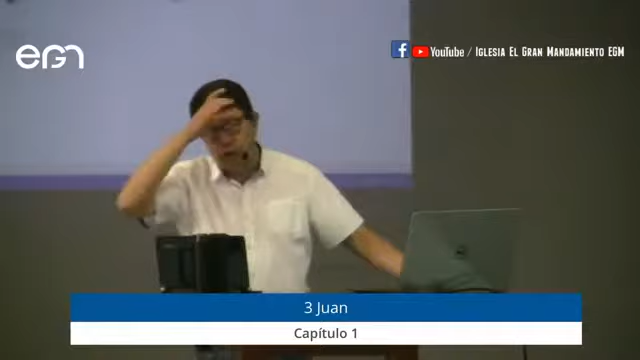 EGM
YouTube / Iglesia El Gran Mandamiento EGM
3 Juan
Capítulo 1